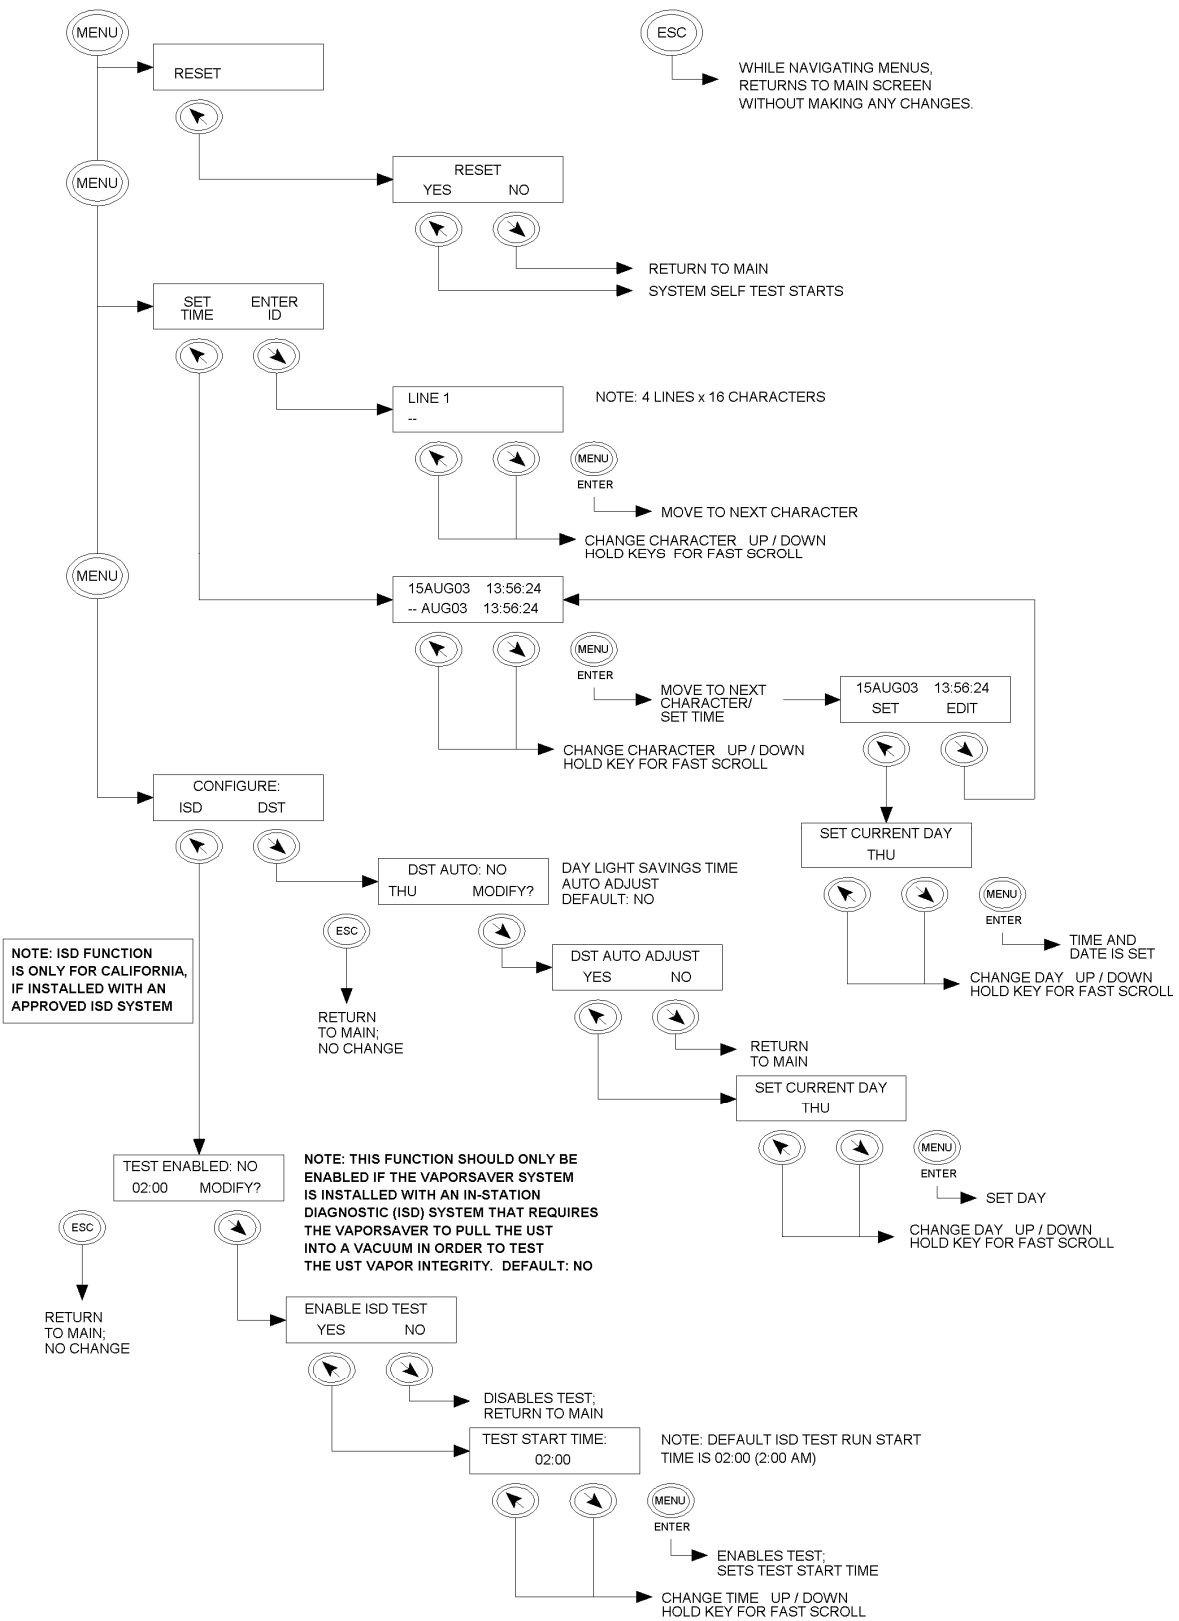 MENU
RESET
ESC
WHILE NAVIGATING MENUS,
RETURNS TO MAIN SCREEN
WITHOUT MAKING ANY CHANGES.
MENU
RESET
YES NO
RETURN TO MAIN
SYSTEM SELF TEST STARTS
SET ENTER
TIME ID
LINE 1
--
NOTE: 4 LINES x 16 CHARACTERS
MENU
ENTER
MOVE TO NEXT CHARACTER
CHANGE CHARACTER UP / DOWN
HOLD KEYS FOR FAST SCROLL
MENU
15AUG03 13:56:24
-- AUG03 13:56:24
MENU
ENTER
MOVE TO NEXT
CHARACTER/
SET TIME
15AUG03 13:56:24
SET EDIT
CHANGE CHARACTER UP / DOWN
HOLD KEY FOR FAST SCROLL
CONFIGURE:
ISD DST
SET CURRENT DAY
THU
MENU
ENTER
TIME AND
DATE IS SET
CHANGE DAY UP / DOWN
HOLD KEY FOR FAST SCROLL
DST AUTO: NO
THU MODIFY?
DAY LIGHT SAVINGS TIME
AUTO ADJUST
DEFAULT: NO
ESC
RETURN
TO MAIN;
NO CHANGE
DST AUTO ADJUST
YES NO
RETURN
TO MAIN
SET CURRENT DAY
THU
MENU
ENTER
SET DAY
CHANGE DAY UP / DOWN
HOLD KEY FOR FAST SCROLL
NOTE: ISD FUNCTION
IS ONLY FOR CALIFORNIA,
IF INSTALLED WITH AN
APPROVED ISD SYSTEM
TEST ENABLED: NO
02:00 MODIFY?
NOTE: THIS FUNCTION SHOULD ONLY BE
ENABLED IF THE VAPORSAVER SYSTEM
IS INSTALLED WITH AN IN-STATION
DIAGNOSTIC (ISD) SYSTEM THAT REQUIRES
THE VAPORSAVER TO PULL THE UST
INTO A VACUUM IN ORDER TO TEST
THE UST VAPOR INTEGRITY. DEFAULT: NO
ESC
RETURN
TO MAIN;
NO CHANGE
ENABLE ISD TEST
YES NO
DISABLES TEST;
RETURN TO MAIN
TEST START TIME:
02:00
NOTE: DEFAULT ISD TEST RUN START
TIME IS 02:00 (2:00 AM)
MENU
ENTER
ENABLES TEST;
SETS TEST START TIME
CHANGE TIME UP / DOWN
HOLD KEY FOR FAST SCROLL